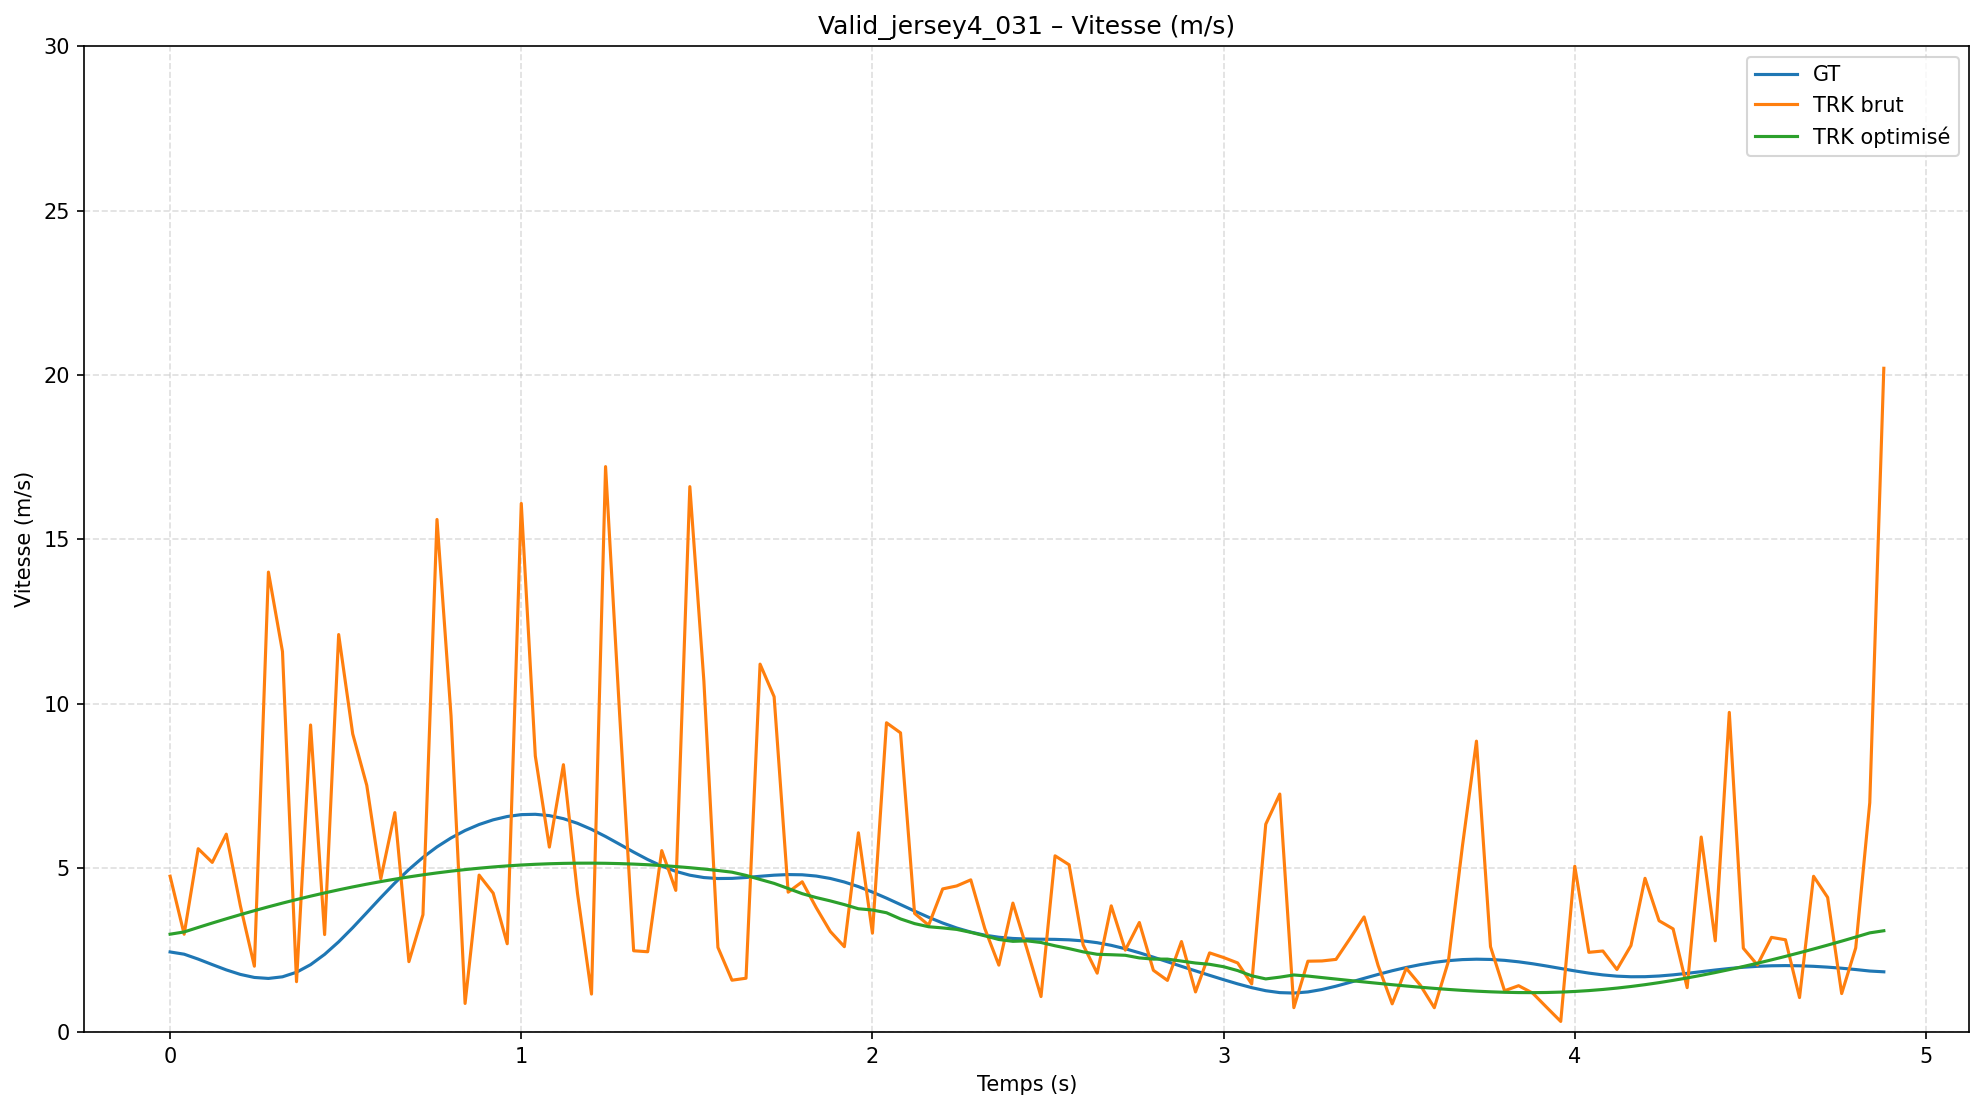 Valid_jersey4_031 – Vitesse (m/s)
GT
TRK brut
TRK optimisé
Vitesse (m/s)
30
25
20
15
10
5
0
0 1 2 3 4 5
Temps (s)